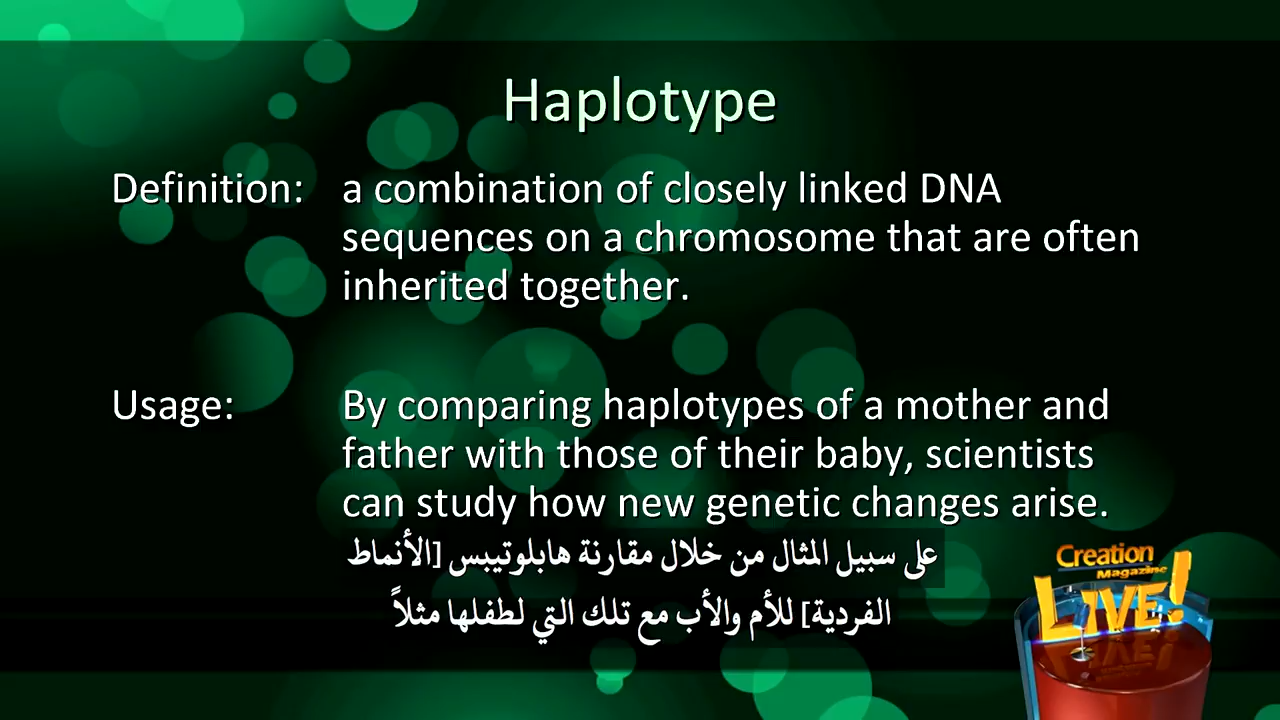 Haplotype
Definition: a combination of closely linked DNA
sequences on a chromosome that are often
inherited together.
Usage: By comparing haplotypes of a mother and
father with those of their baby, scientists
can study how new genetic changes arise.
على سبيل المثال من خلال مقارنة هابلوتيبس [الأنماط
الفردية] للأم والأب مع تلك التي لطفلها مثلاً
Creation
Magazine
LIVE!